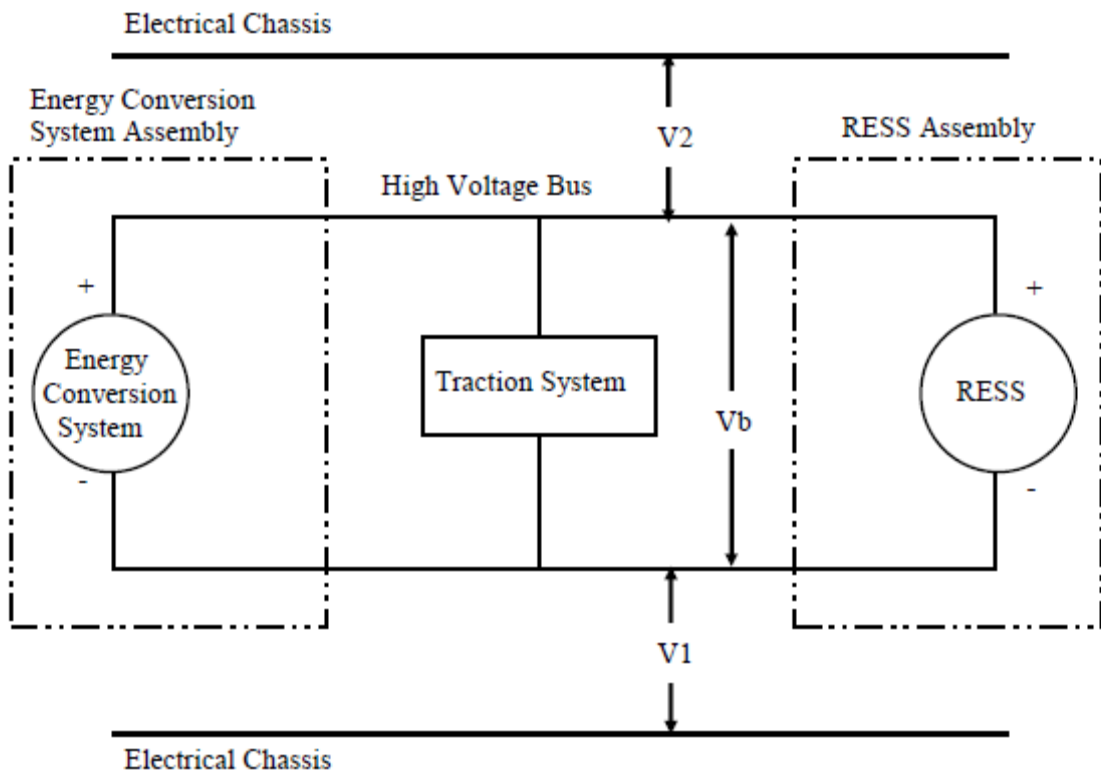 Electrical Chassis
Energy Conversion
System Assembly
V2
RESS Assembly
High Voltage Bus
+
+
Energy
Conversion
System
Traction System
Vb
RESS
-
-
V1
Electrical Chassis